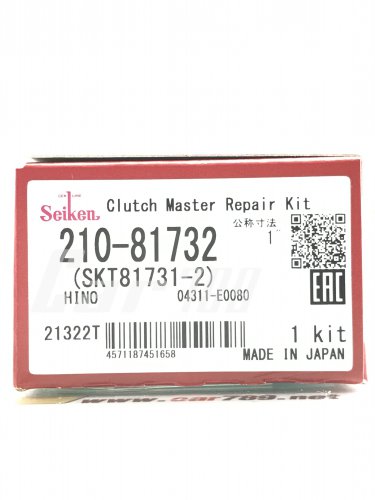 Seiken
Clutch Master Repair Kit
公称寸法
1"
210-81732
(SKT81731-2)
HINO 04311-E0080
EAC
21322T
4571187451658
1 kit
MADE IN JAPAN
www.car789.net